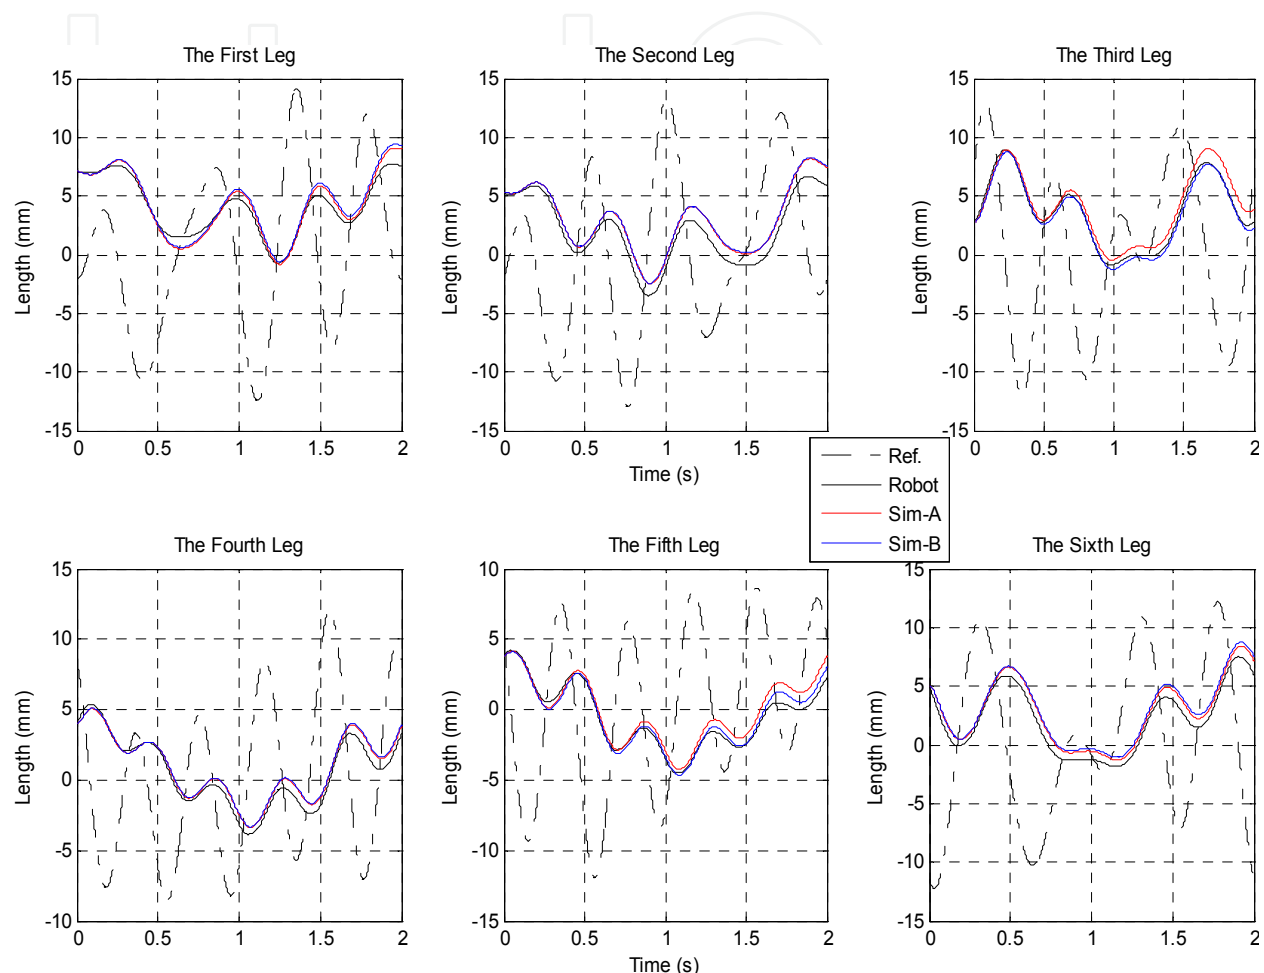 The First Leg
The Second Leg
The Third Leg
15
10
5
0
-5
-10
-15
Length (mm)
0 0.5 1 1.5 2
15
10
5
0
-5
-10
-15
Length (mm)
0 0.5 1 1.5 2
Time (s)
15
10
5
0
-5
-10
-15
Length (mm)
0 0.5 1 1.5 2
Ref.
Robot
Sim-A
Sim-B
The Fourth Leg
The Fifth Leg
The Sixth Leg
15
10
5
0
-5
-10
Length (mm)
0 0.5 1 1.5 2
10
5
0
-5
-10
-15
Length (mm)
0 0.5 1 1.5 2
Time (s)
15
10
5
0
-5
-10
-15
Length (mm)
0 0.5 1 1.5 2